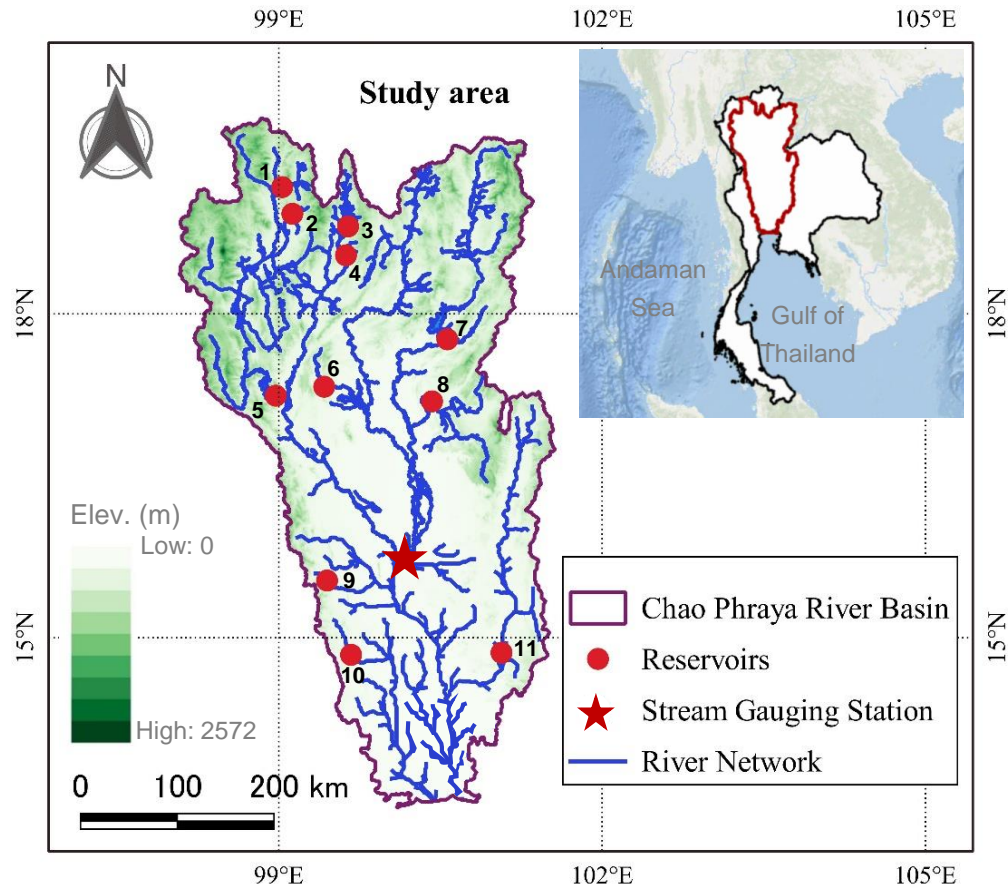 99°E 102°E 105°E
N
Study area
1
2
3
4
5
6
7
8
9
10
11
Andaman
Sea
Gulf of
Thailand
18°N
18°N
15°N
15°N
Elev. (m)
Low: 0
High: 2572
0 100 200 km
Chao Phraya River Basin
Reservoirs
Stream Gauging Station
River Network
99°E 102°E 105°E